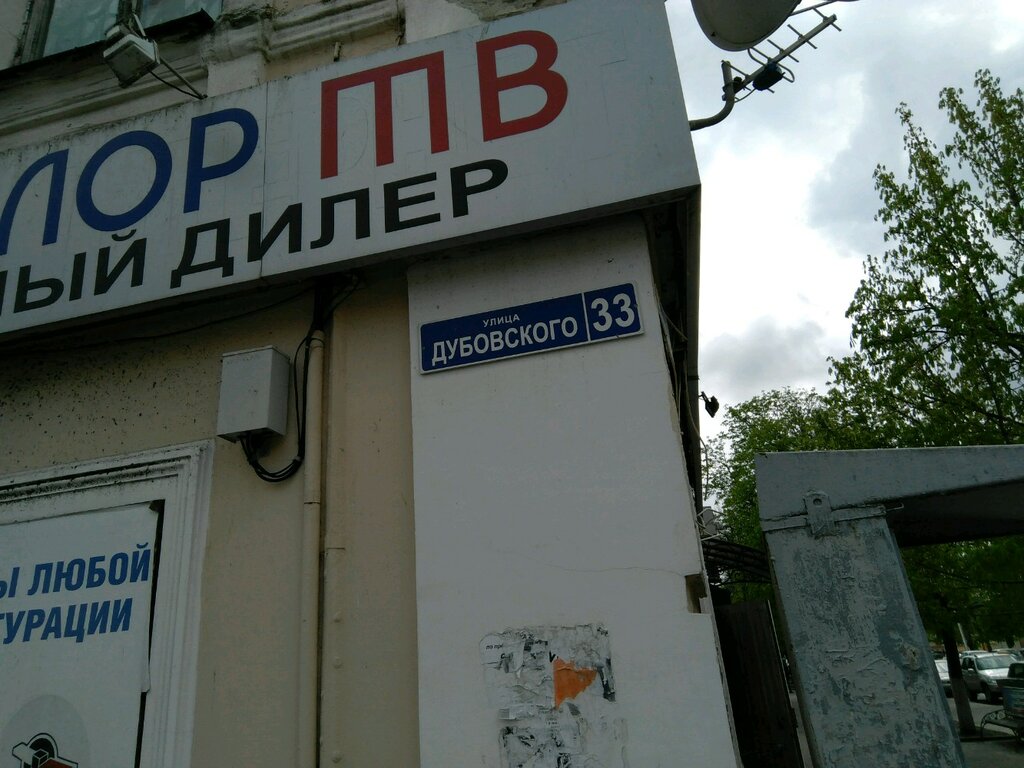 ЛОР ТВ
НЫЙ ДИЛЕР
УЛИЦА
ДУБОВСКОГО 33
Ы ЛЮБОЙ
ГУРАЦИИ